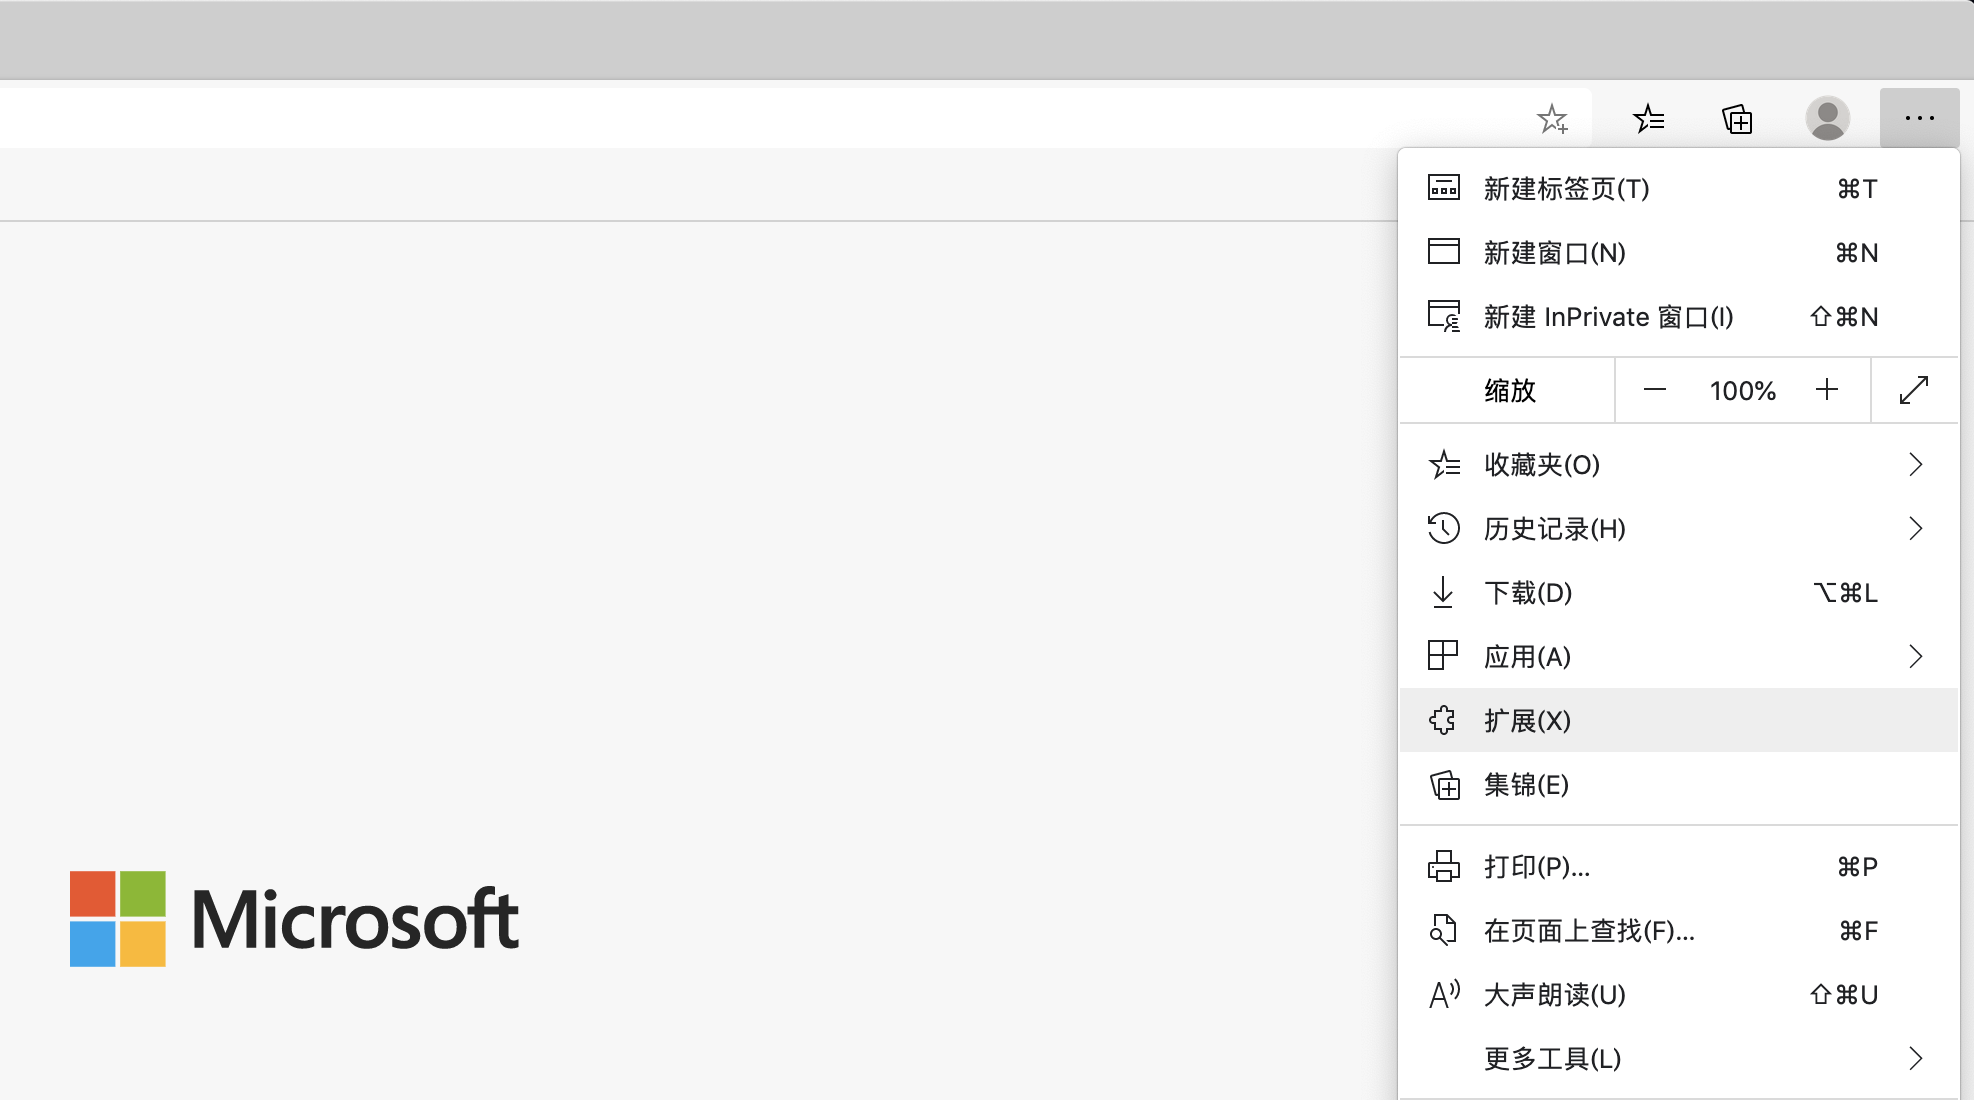 新建标签页(T) ⌘T
新建窗口(N) ⌘N
新建 InPrivate 窗口(I) ⇧⌘N
缩放 100%
收藏夹(O)
历史记录(H)
下载(D) ⌥⌘L
应用(A)
扩展(X)
集锦(E)
打印(P)... ⌘P
Microsoft
在页面上查找(F)... ⌘F
大声朗读(U) ⇧⌘U
更多工具(L)